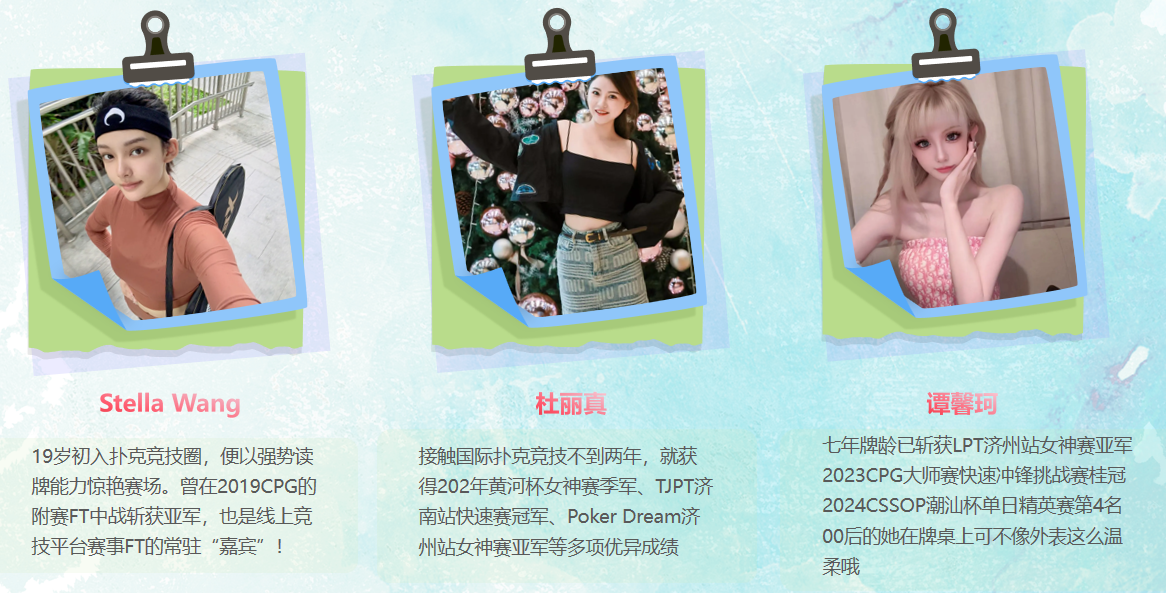 Stella Wang
19岁初入扑克竞技圈，便以强势读
牌能力惊艳赛场。曾在2019CPG的
附赛FT中战斩获亚军，也是线上竞
技平台赛事FT的常驻“嘉宾”！
MIU MIU MIU
MIU MIU
杜丽真
接触国际扑克竞技不到两年，就获
得202年黄河杯女神赛季军、TJPT济
南站快速赛冠军、Poker Dream济
州站女神赛亚军等多项优异成绩
谭馨珂
七年牌龄已斩获LPT济州站女神赛亚军
2023CPG大师赛快速冲锋挑战赛桂冠
2024CSSOP潮汕杯单日精英赛第4名
00后的她在牌桌上可不像外表这么温
柔哦